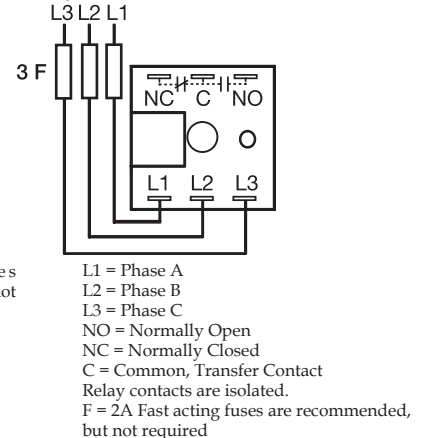 L3 L2 L1
3 F
NC C NO
L1 L2 L3
L1 = Phase A
L2 = Phase B
L3 = Phase C
NO = Normally Open
NC = Normally Closed
C = Common, Transfer Contact
Relay contacts are isolated.
F = 2A Fast acting fuses are recommended,
but not required